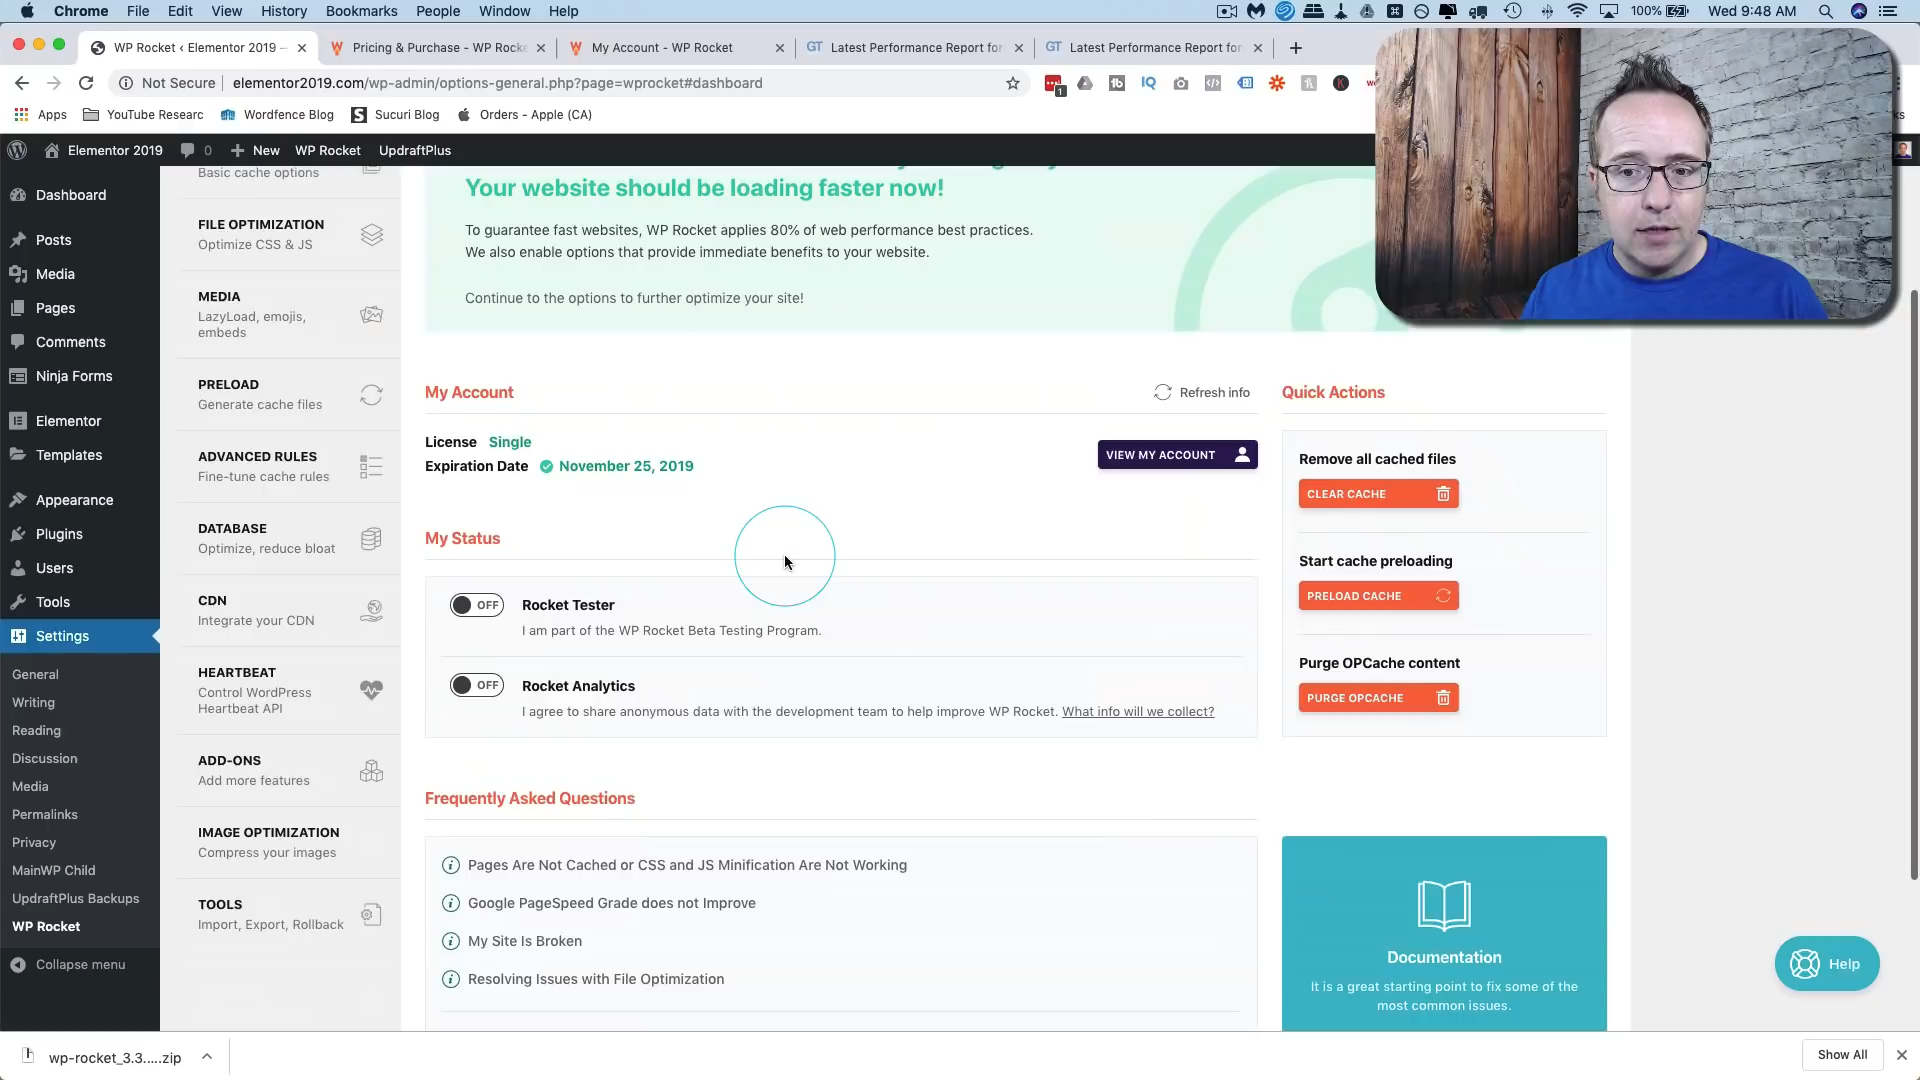 Chrome File Edit View History Bookmarks People Window Help 100% Wed 9:48 AM
WP Rocket ‹ Elementor 2019 – Pricing & Purchase - WP Rocke My Account - WP Rocket GT Latest Performance Report for GT Latest Performance Report for
Not Secure elementor2019.com/wp-admin/options-general.php?page=wprocket#dashboard
Apps YouTube Researc Wordfence Blog Sucuri Blog Orders - Apple (CA)
Elementor 2019 0 New WP Rocket UpdraftPlus
Dashboard
Posts
Media
Pages
Comments
Ninja Forms
Elementor
Templates
Appearance
Plugins
Users
Tools
Settings
General
Writing
Reading
Discussion
Media
Permalinks
Privacy
MainWP Child
UpdraftPlus Backups
WP Rocket
Collapse menu
Basic cache options
FILE OPTIMIZATION
Optimize CSS & JS
MEDIA
LazyLoad, emojis,
embeds
PRELOAD
Generate cache files
ADVANCED RULES
Fine-tune cache rules
DATABASE
Optimize, reduce bloat
CDN
Integrate your CDN
HEARTBEAT
Control WordPress
Heartbeat API
ADD-ONS
Add more features
IMAGE OPTIMIZATION
Compress your images
TOOLS
Import, Export, Rollback
Your website should be loading faster now!
To guarantee fast websites, WP Rocket applies 80% of web performance best practices.
We also enable options that provide immediate benefits to your website.
Continue to the options to further optimize your site!
My Account
Refresh info
License Single
Expiration Date November 25, 2019
VIEW MY ACCOUNT
My Status
OFF Rocket Tester
I am part of the WP Rocket Beta Testing Program.
OFF Rocket Analytics
I agree to share anonymous data with the development team to help improve WP Rocket. What info will we collect?
Frequently Asked Questions
Pages Are Not Cached or CSS and JS Minification Are Not Working
Google PageSpeed Grade does not Improve
My Site Is Broken
Resolving Issues with File Optimization
Quick Actions
Remove all cached files
CLEAR CACHE
Start cache preloading
PRELOAD CACHE
Purge OPCache content
PURGE OPCACHE
Documentation
It is a great starting point to fix some of the
most common issues.
Help
wp-rocket_3.3.....zip
Show All